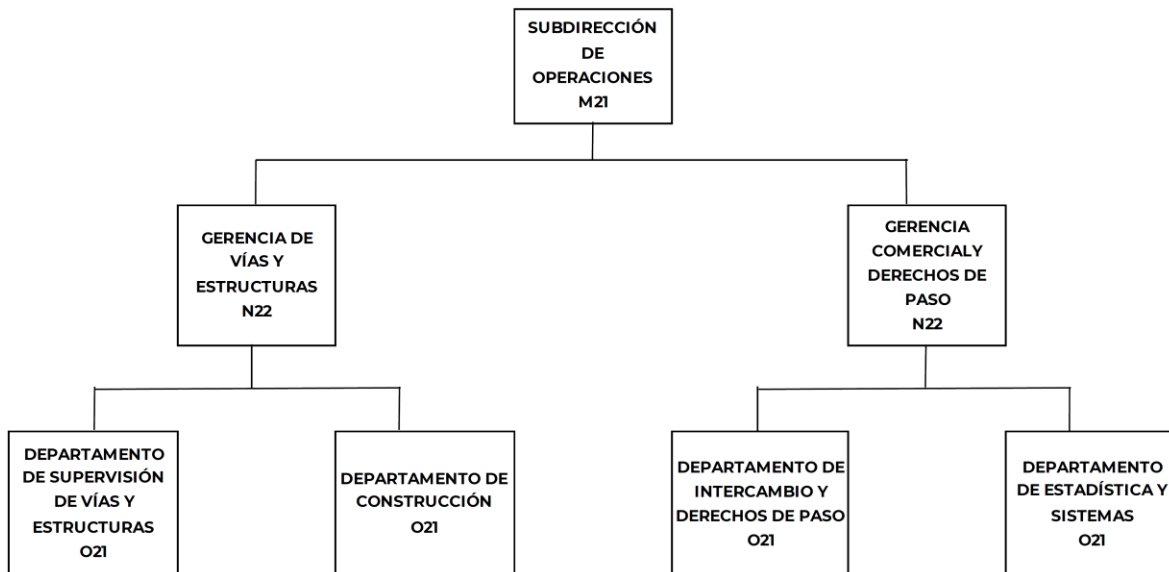 SUBDIRECCIÓN
DE
OPERACIONES
M21
GERENCIA DE
VÍAS Y
ESTRUCTURAS
N22
GERENCIA
COMERCIALY
DERECHOS DE
PASO
N22
DEPARTAMENTO
DE SUPERVISIÓN
DE VÍAS Y
ESTRUCTURAS
O21
DEPARTAMENTO DE
CONSTRUCCIÓN
O21
DEPARTAMENTO DE
INTERCAMBIO Y
DERECHOS DE PASO
O21
DEPARTAMENTO
DE ESTADÍSTICA Y
SISTEMAS
O21